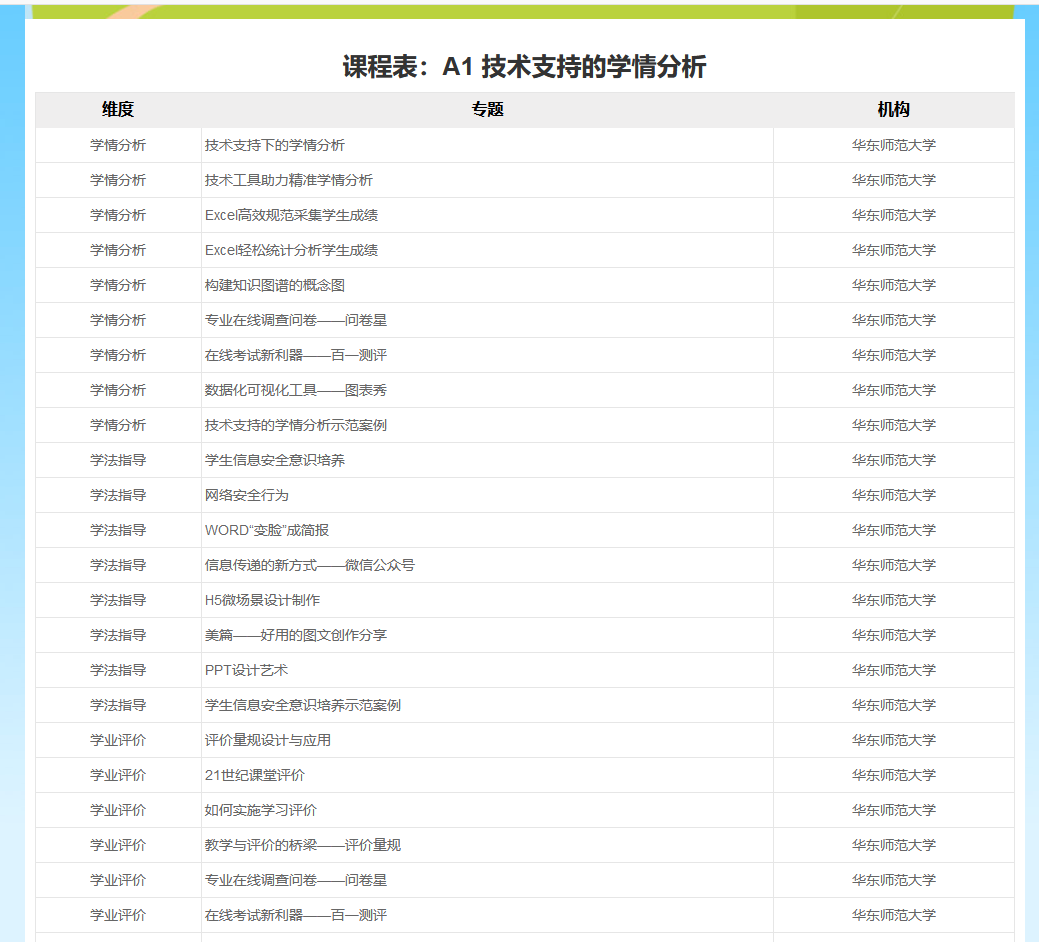 课程表：A1 技术支持的学情分析
维度 专题 机构
学情分析 技术支持下的学情分析 华东师范大学
学情分析 技术工具助力精准学情分析 华东师范大学
学情分析 Excel高效规范采集学生成绩 华东师范大学
学情分析 Excel轻松统计分析学生成绩 华东师范大学
学情分析 构建知识图谱的概念图 华东师范大学
学情分析 专业在线调查问卷——问卷星 华东师范大学
学情分析 在线考试新利器——百一测评 华东师范大学
学情分析 数据化可视化工具——图表秀 华东师范大学
学情分析 技术支持的学情分析示范案例 华东师范大学
学法指导 学生信息安全意识培养 华东师范大学
学法指导 网络安全行为 华东师范大学
学法指导 WORD“变脸”成简报 华东师范大学
学法指导 信息传递的新方式——微信公众号 华东师范大学
学法指导 H5微场景设计制作 华东师范大学
学法指导 美篇——好用的图文创作分享 华东师范大学
学法指导 PPT设计艺术 华东师范大学
学法指导 学生信息安全意识培养示范案例 华东师范大学
学业评价 评价量规设计与应用 华东师范大学
学业评价 21世纪课堂评价 华东师范大学
学业评价 如何实施学习评价 华东师范大学
学业评价 教学与评价的桥梁——评价量规 华东师范大学
学业评价 专业在线调查问卷——问卷星 华东师范大学
学业评价 在线考试新利器——百一测评 华东师范大学